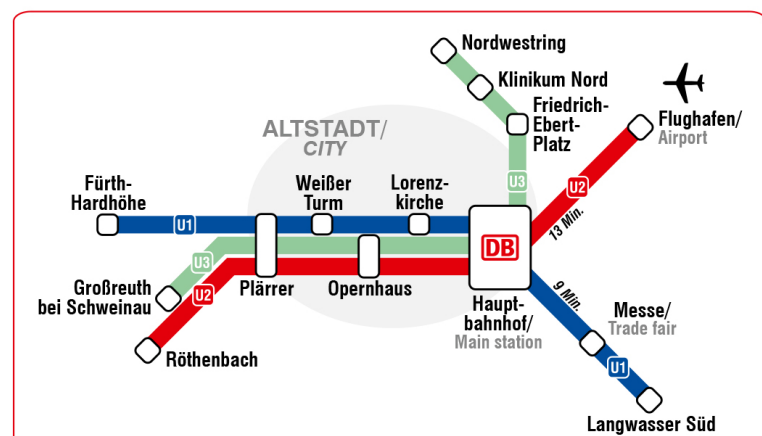 Nordwestring
Klinikum Nord
Friedrich-
Ebert-
Platz
Flughafen/
Airport
ALTSTADT/
CITY
U3
U2
13 Min.
Fürth-
Hardhöhe
U1
Weißer
Turm
Lorenz-
kirche
DB
U3
U2
Großreuth
bei Schweinau
Plärrer
Opernhaus
Röthenbach
Haupt-
bahnhof/
Main station
9 Min.
Messe/
Trade fair
U1
Langwasser Süd